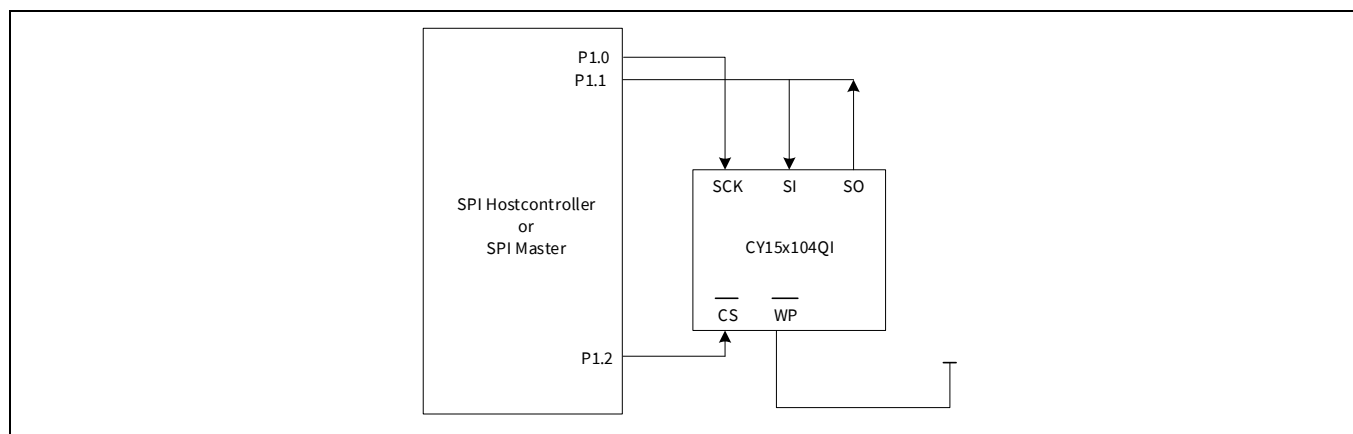 P1.0
P1.1
SCK SI SO
SPI Hostcontroller
or
SPI Master
CY15x104QI
CS WP
P1.2